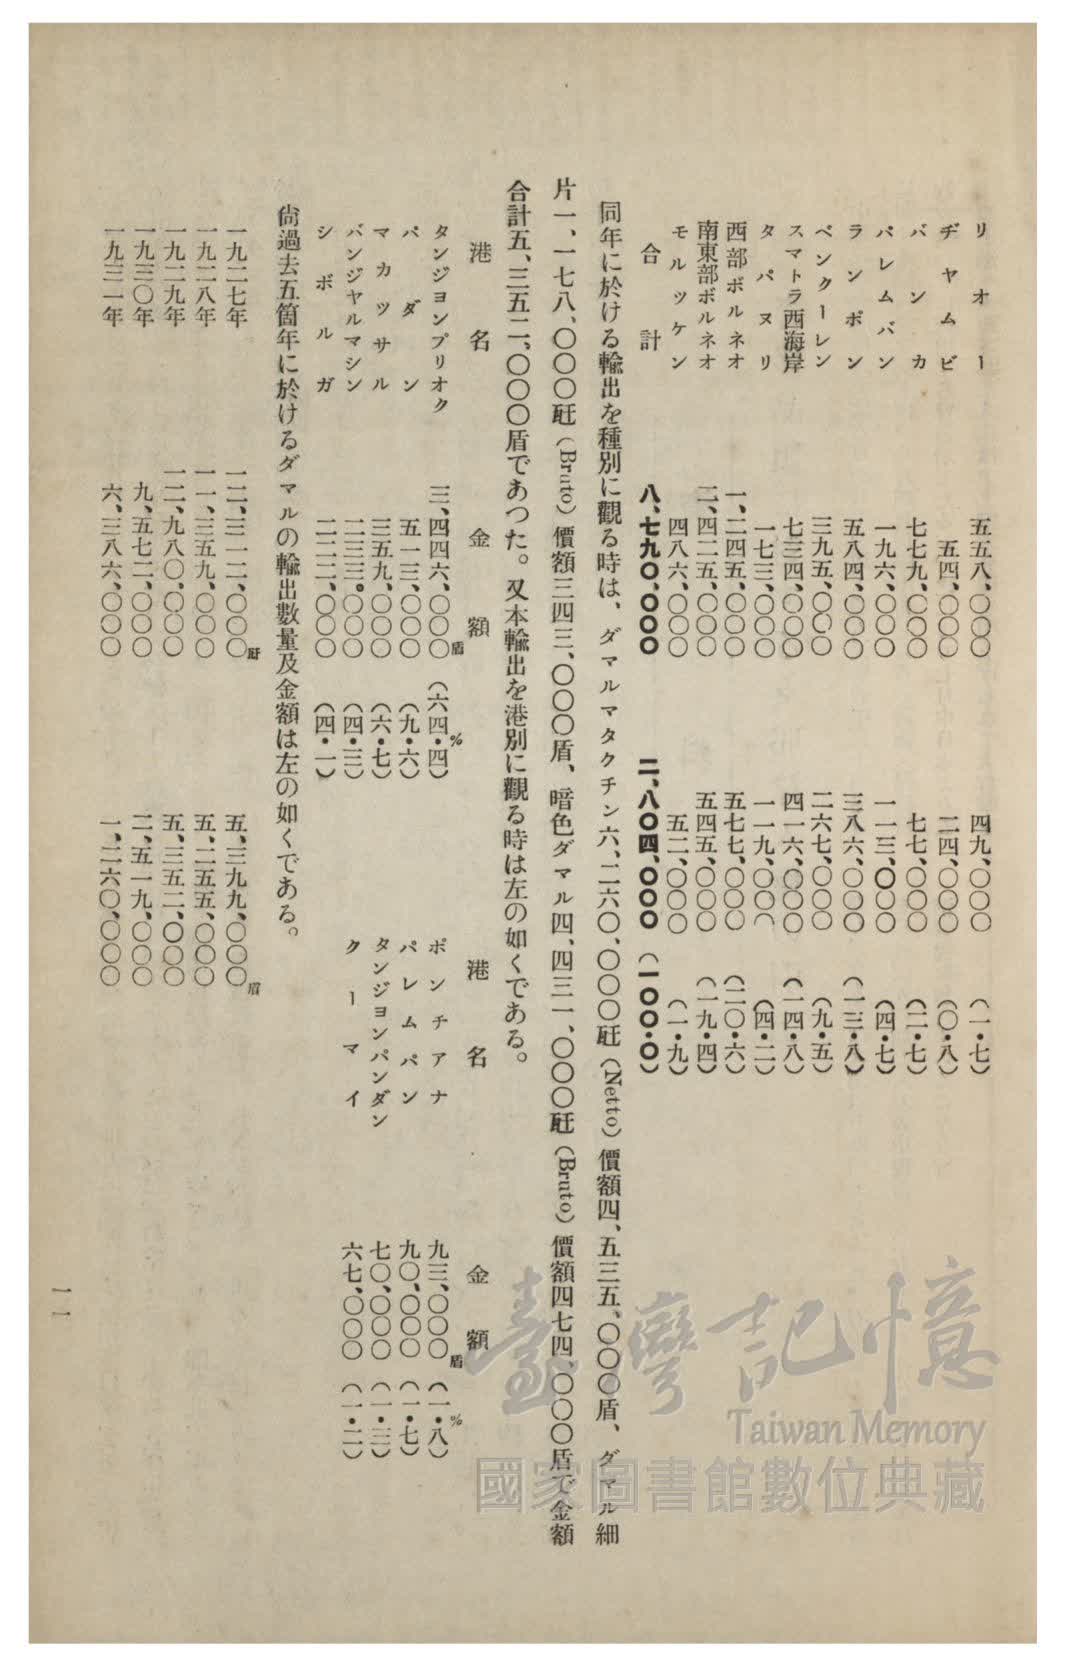 リオー 五五八、〇〇〇 四九、〇〇〇 (一・七)
ヂヤムビ 五四、〇〇〇 二四、〇〇〇 (〇・八)
バンカ 七七九、〇〇〇 七七、〇〇〇 (二・七)
パレムバン 一九六、〇〇〇 一一三、〇〇〇 (四・七)
ランポン 五八四、〇〇〇 三八六、〇〇〇 (一三・八)
ベンクーレン 三九五、〇〇〇 二六七、〇〇〇 (九・五)
スマトラ西海岸 七三四、〇〇〇 四一六、〇〇〇 (一四・八)
タパヌリ 一七三、〇〇〇 一一九、〇〇〇 (四・二)
西部ボルネオ 一、二四五、〇〇〇 五七七、〇〇〇 (二〇・六)
南東部ボルネオ 二、四二五、〇〇〇 五四五、〇〇〇 (一九・四)
モルツケン 四八六、〇〇〇 五二、〇〇〇 (一・九)
合計 八、七九〇、〇〇〇 二、八〇四、〇〇〇 (一〇〇・〇)
同年に於ける輸出を種別に觀る時は、ダマルマタクチン六、二六〇、〇〇〇瓩(Netto)價額四、五三五、〇〇〇盾、ダマル細
片一、一七八、〇〇〇瓩(Bruto)價額三四三、〇〇〇盾、暗色ダマル四、四三一、〇〇〇瓩(Bruto)價額四七四、〇〇〇盾で金額
合計五、三五二、〇〇〇盾であつた。又本輸出を港別に觀る時は左の如くである。
港名 金額 港名 金額
タンジヨンプリオク 三、四四六、〇〇〇盾 (六四・四)% ポンチアナ 九三、〇〇〇盾 (一・八)%
パダン 五一三、〇〇〇 (九・六) パレムパン 九〇、〇〇〇 (一・七)
マカツサル 三五九、〇〇〇 (六・七) タンジヨンパンダン 七〇、〇〇〇 (一・三)
バンジヤルマシン 二三三。〇〇〇 (四・三) クーマイ 六七、〇〇〇 (一・二)
シボルガ 二二二、〇〇〇 (四・一)
尙過去五箇年に於けるダマルの輸出數量及金額は左の如くである。
一九二七年 一二、三一二、〇〇〇瓩 五、三九九、〇〇〇盾
一九二八年 一一、三五九、〇〇〇 五、二五五、〇〇〇
一九二九年 一二、九八〇、〇〇〇 五、三五二、〇〇〇
一九三〇年 九、五七二、〇〇〇 二、五一九、〇〇〇
一九三一年 六、三八六、〇〇〇 一、二六〇、〇〇〇
一一
臺灣記憶
Taiwan Memory
國家圖書館數位典藏